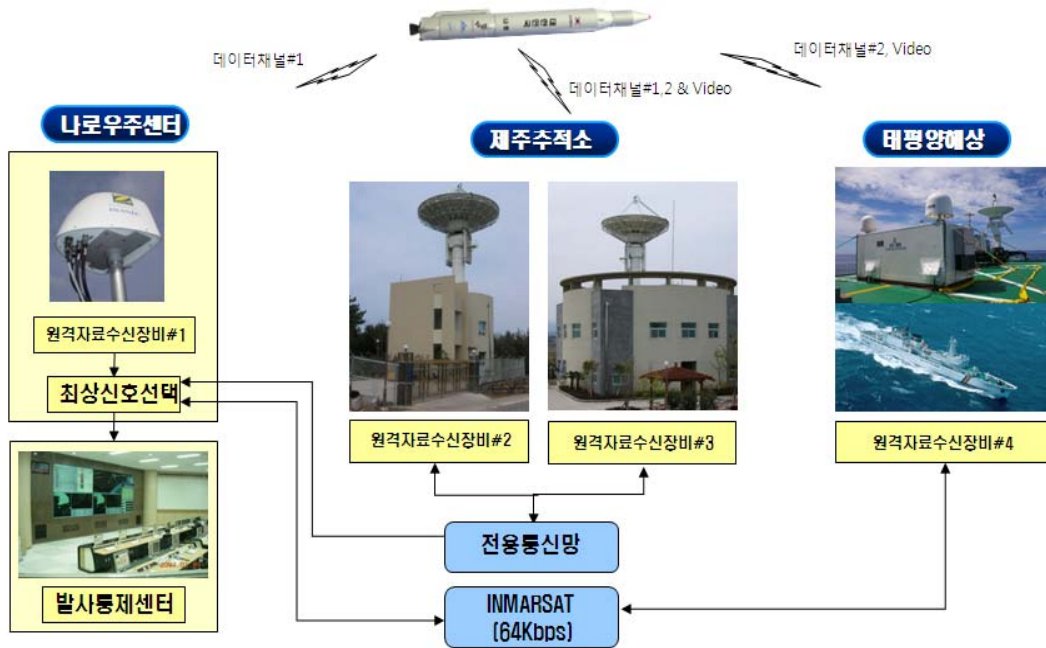 데이터채널#1
데이터채널#2, Video
데이터채널#1,2 & Video
나로우주센터
제주추적소
태평양해상
원격자료수신장비#1
최상신호선택
원격자료수신장비#2
원격자료수신장비#3
원격자료수신장비#4
전용통신망
발사통제센터
INMARSAT
(64Kbps)